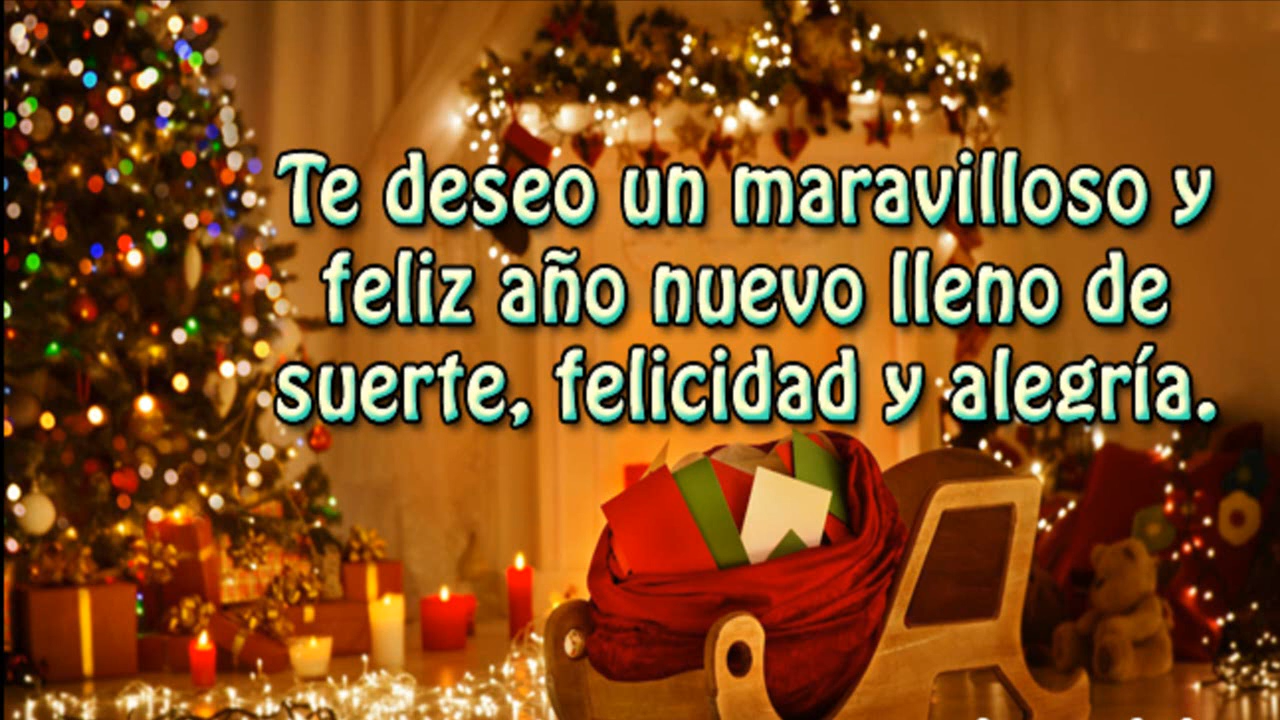 Te deseo un maravilloso y
feliz año nuevo lleno de
suerte, felicidad y alegría.